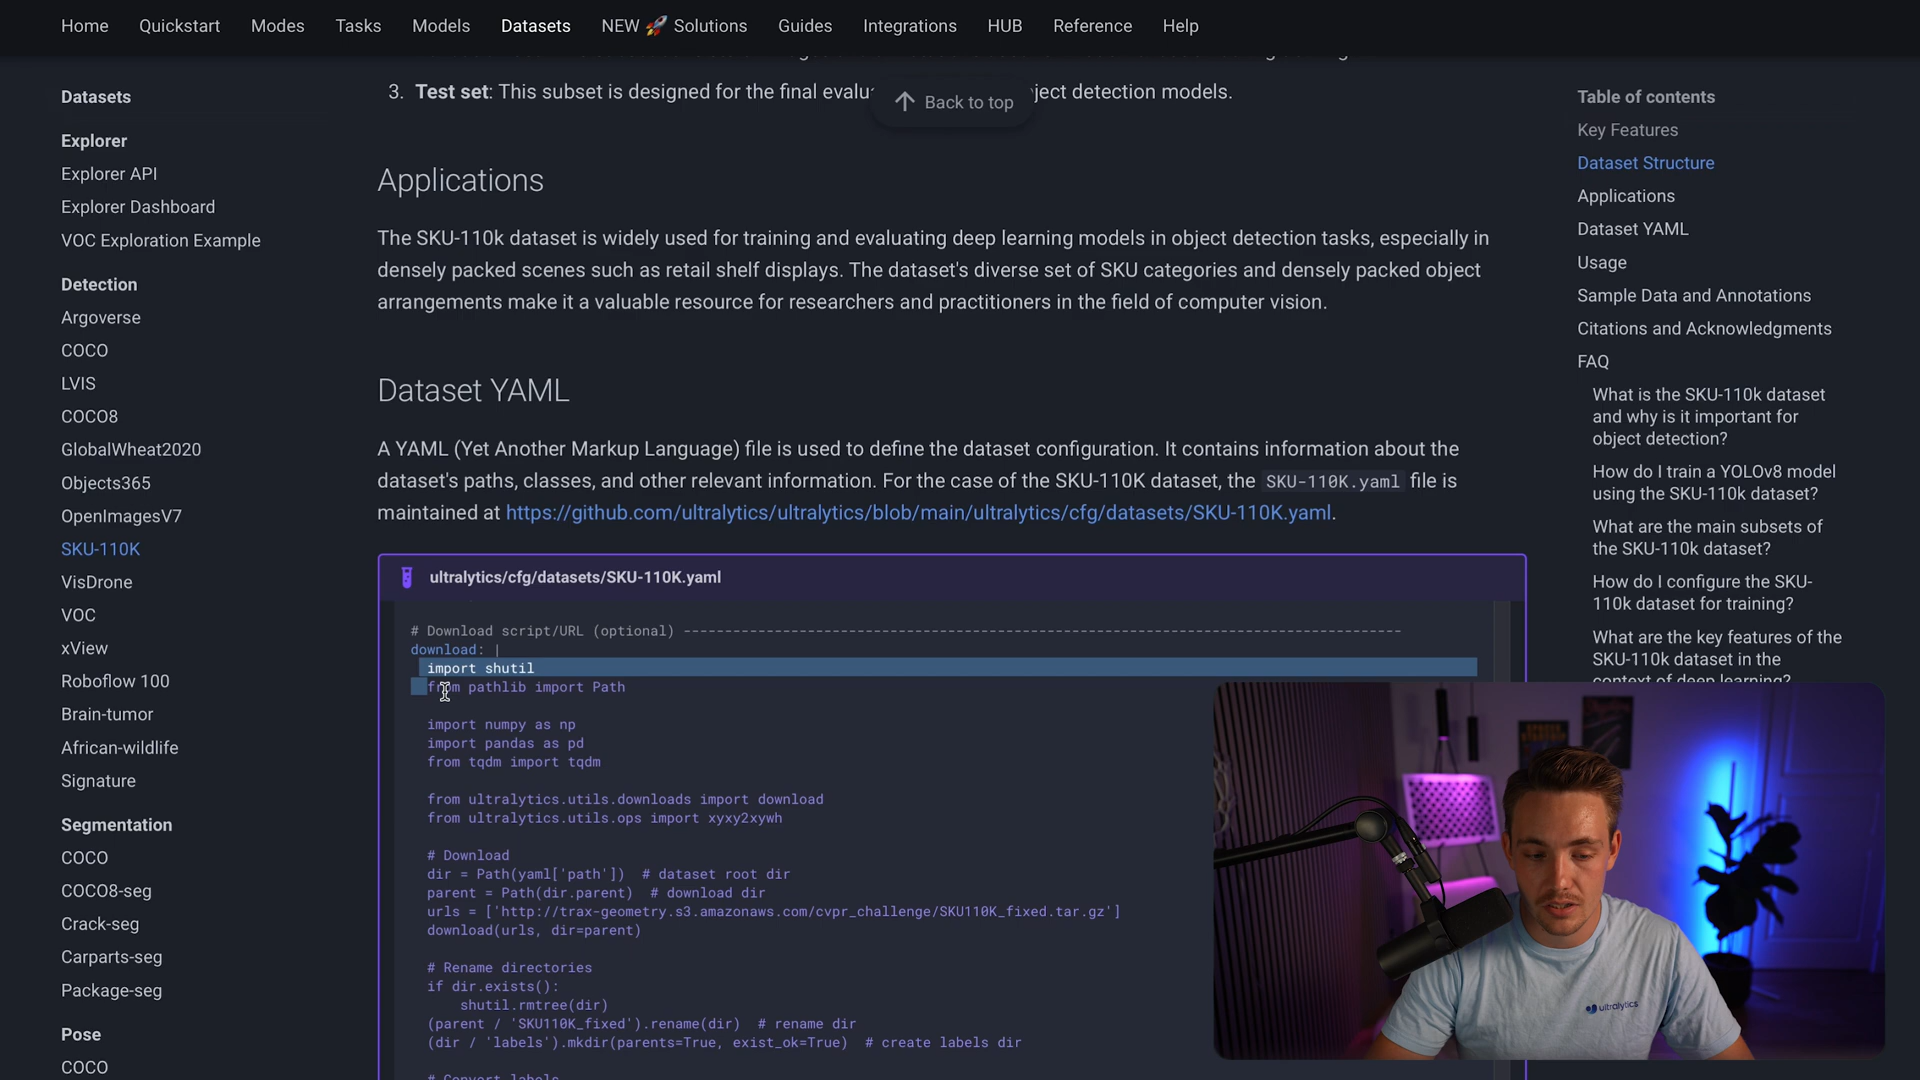 Home Quickstart Modes Tasks Models Datasets NEW 🚀 Solutions Guides Integrations HUB Reference Help
Datasets
Explorer
Explorer API
Explorer Dashboard
VOC Exploration Example
Detection
Argoverse
COCO
LVIS
COCO8
GlobalWheat2020
Objects365
OpenImagesV7
SKU-110K
VisDrone
VOC
xView
Roboflow 100
Brain-tumor
African-wildlife
Signature
Segmentation
COCO
COCO8-seg
Crack-seg
Carparts-seg
Package-seg
Pose
COCO
3. Test set: This subset is designed for the final evalu ject detection models.
Back to top
Applications
The SKU-110k dataset is widely used for training and evaluating deep learning models in object detection tasks, especially in
densely packed scenes such as retail shelf displays. The dataset's diverse set of SKU categories and densely packed object
arrangements make it a valuable resource for researchers and practitioners in the field of computer vision.
Dataset YAML
A YAML (Yet Another Markup Language) file is used to define the dataset configuration. It contains information about the
dataset's paths, classes, and other relevant information. For the case of the SKU-110K dataset, the SKU-110K.yaml file is
maintained at https://github.com/ultralytics/ultralytics/blob/main/ultralytics/cfg/datasets/SKU-110K.yaml.
ultralytics/cfg/datasets/SKU-110K.yaml
# Download script/URL (optional) ---------------------------------------------------------------------------------------
download: |
import shutil
from pathlib import Path
import numpy as np
import pandas as pd
from tqdm import tqdm
from ultralytics.utils.downloads import download
from ultralytics.utils.ops import xyxy2xywh
# Download
dir = Path(yaml['path']) # dataset root dir
parent = Path(dir.parent) # download dir
urls = ['http://trax-geometry.s3.amazonaws.com/cvpr_challenge/SKU110K_fixed.tar.gz']
download(urls, dir=parent)
# Rename directories
if dir.exists():
shutil.rmtree(dir)
(parent / 'SKU110K_fixed').rename(dir) # rename dir
(dir / 'labels').mkdir(parents=True, exist_ok=True) # create labels dir
# Convert labels
Table of contents
Key Features
Dataset Structure
Applications
Dataset YAML
Usage
Sample Data and Annotations
Citations and Acknowledgments
FAQ
What is the SKU-110k dataset
and why is it important for
object detection?
How do I train a YOLOv8 model
using the SKU-110k dataset?
What are the main subsets of
the SKU-110k dataset?
How do I configure the SKU-
110k dataset for training?
What are the key features of the
SKU-110k dataset in the
context of deep learning?
ultralytics